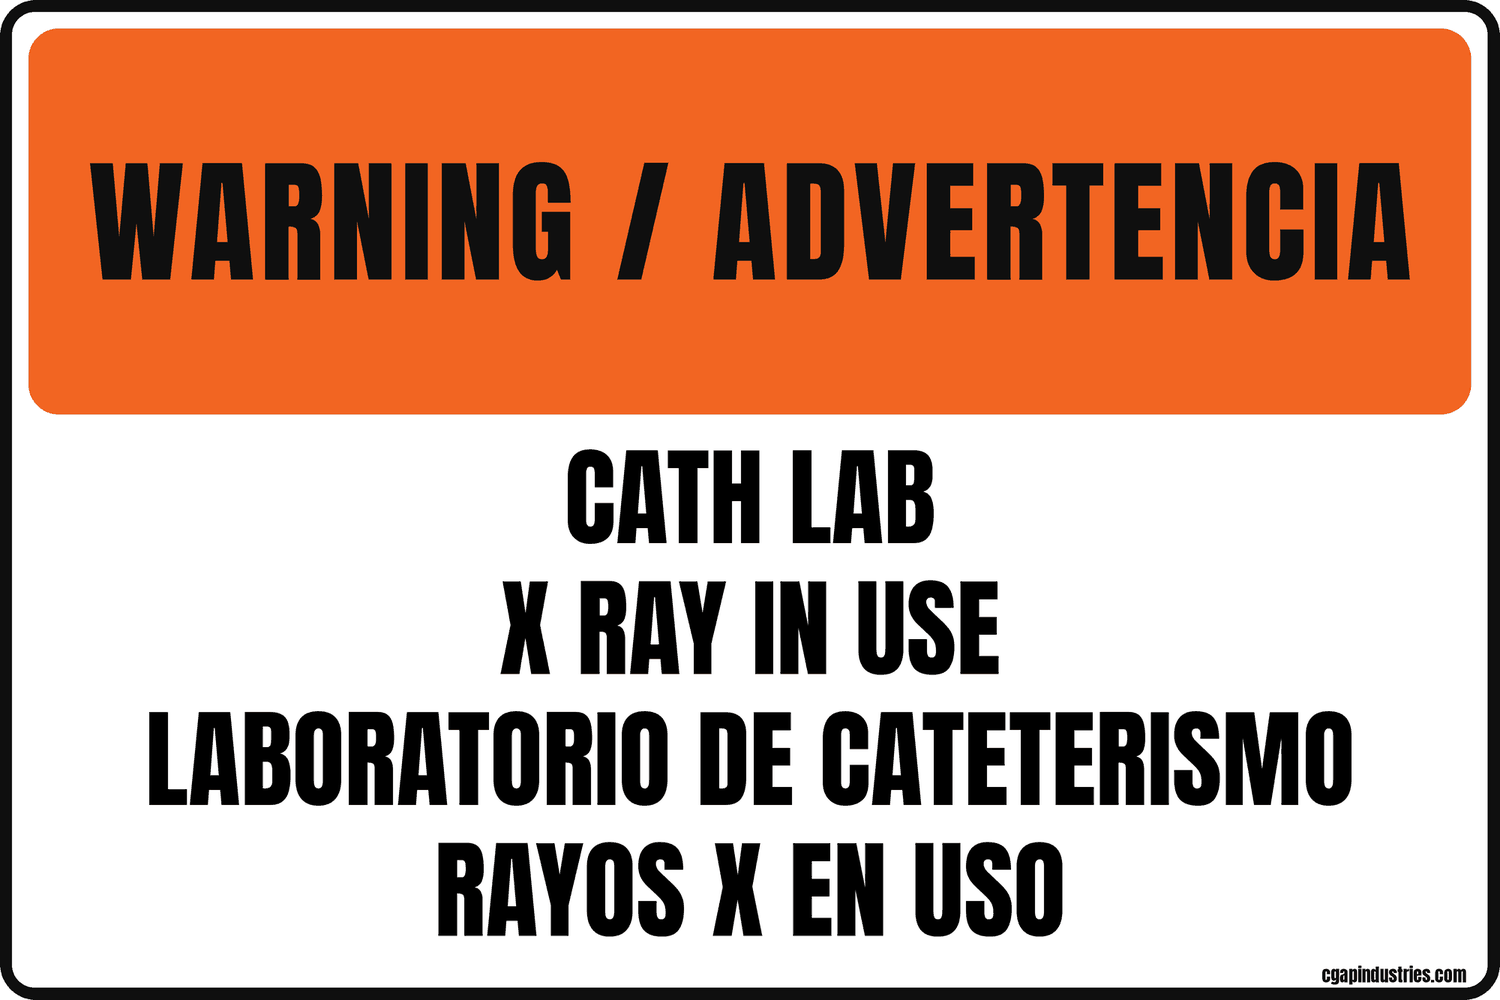 WARNING / ADVERTENCIA
CATH LAB
X RAY IN USE
LABORATORIO DE CATETERISMO
RAYOS X EN USO
cgapindustries.com